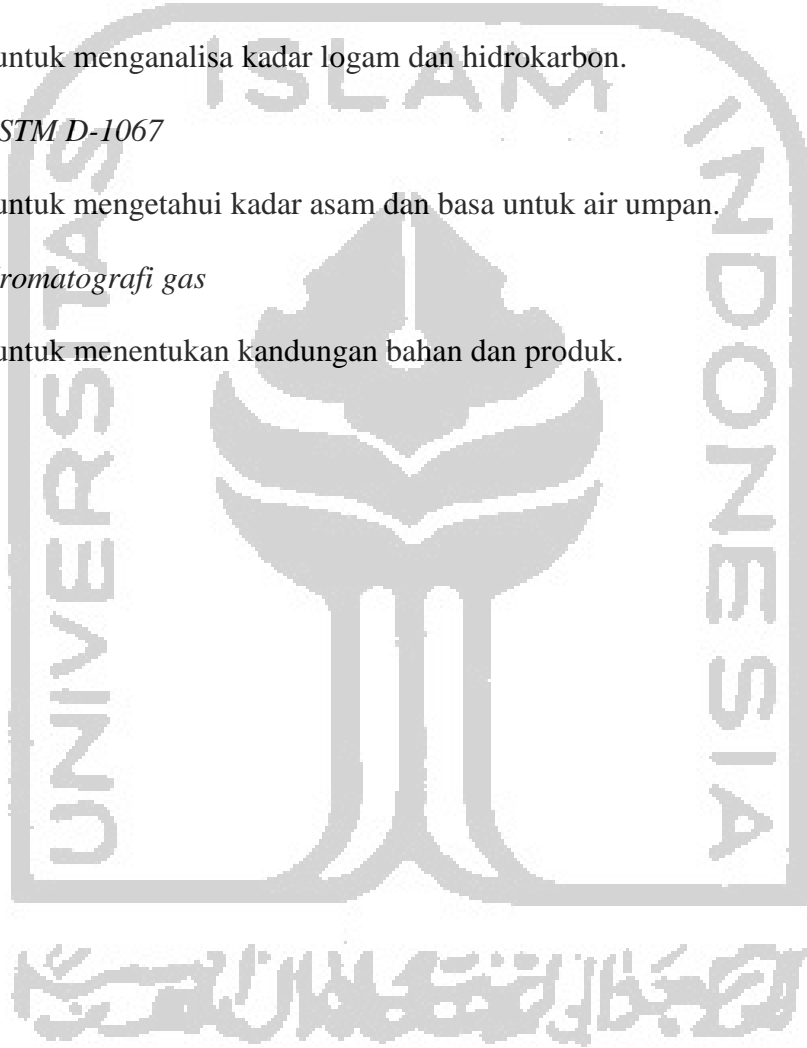 untuk menganalisa kadar logam dan hidrokarbon.
STM D-1067
untuk mengetahui kadar asam dan basa untuk air umpan.
romatografi gas
untuk menentukan kandungan bahan dan produk.
UNIVERSITAS
ISLAM
INDONESIA